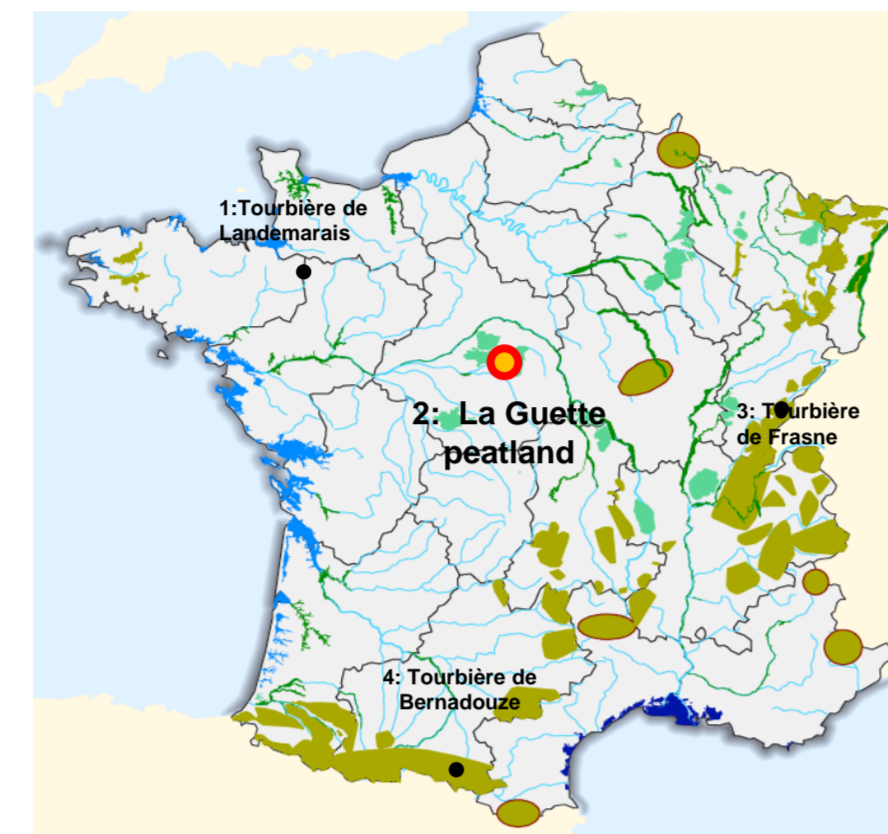 1:Tourbière de
Landemarais
2: La Guette
peatland
3: Tourbière
de Frasne
4: Tourbière de
Bernadouze